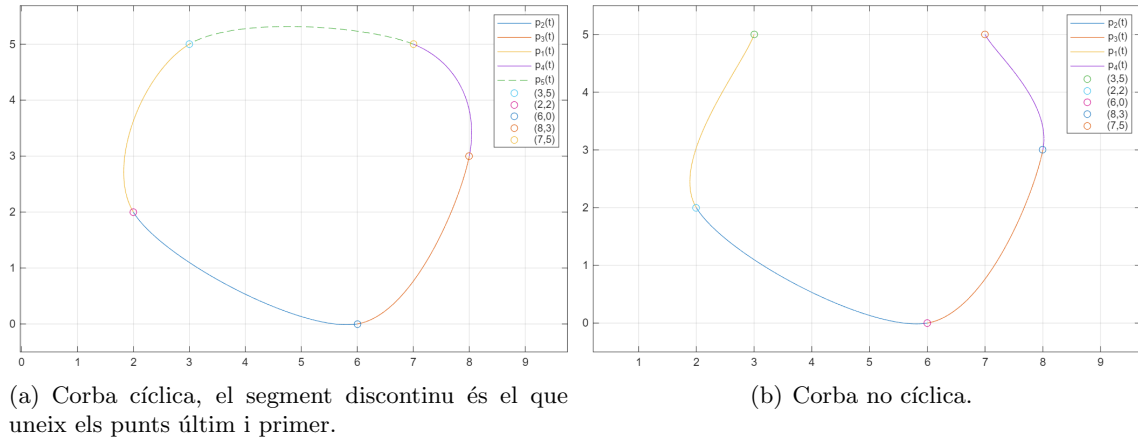 p₂(t)
p₃(t)
p₁(t)
p₄(t)
p₅(t)
(3,5)
(2,2)
(6,0)
(8,3)
(7,5)
5
4
3
2
1
0
0 1 2 3 4 5 6 7 8 9
(a) Corba cíclica, el segment discontinu és el que
uneix els punts últim i primer.
p₂(t)
p₃(t)
p₁(t)
p₄(t)
(3,5)
(2,2)
(6,0)
(8,3)
(7,5)
5
4
3
2
1
0
1 2 3 4 5 6 7 8 9
(b) Corba no cíclica.